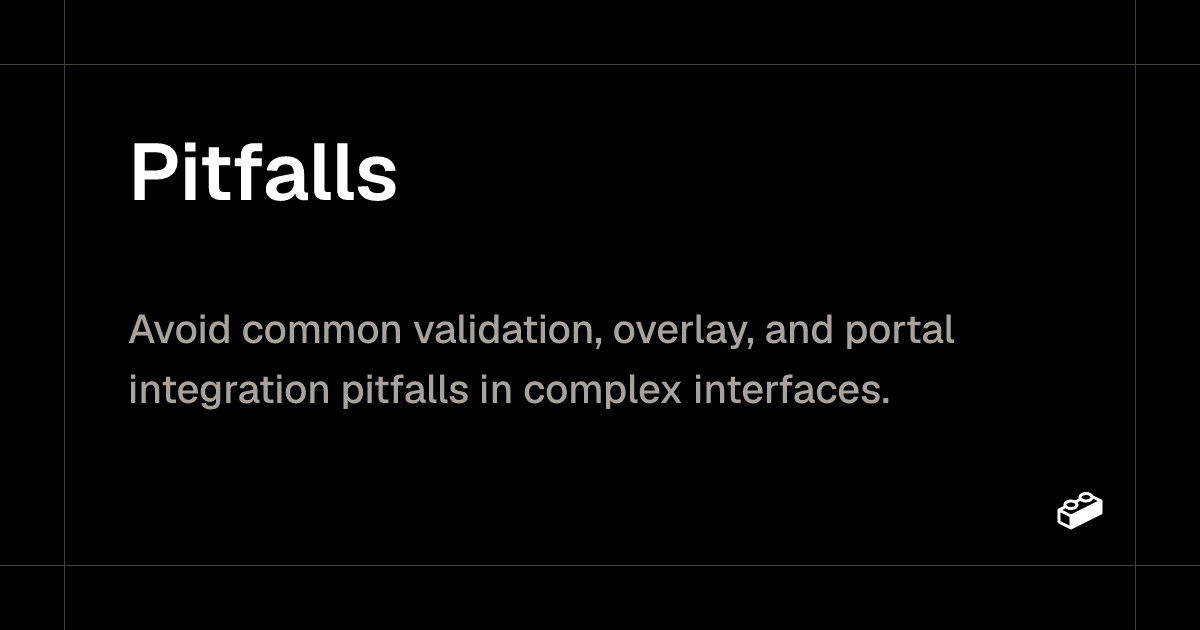 Pitfalls
Avoid common validation, overlay, and portal
integration pitfalls in complex interfaces.